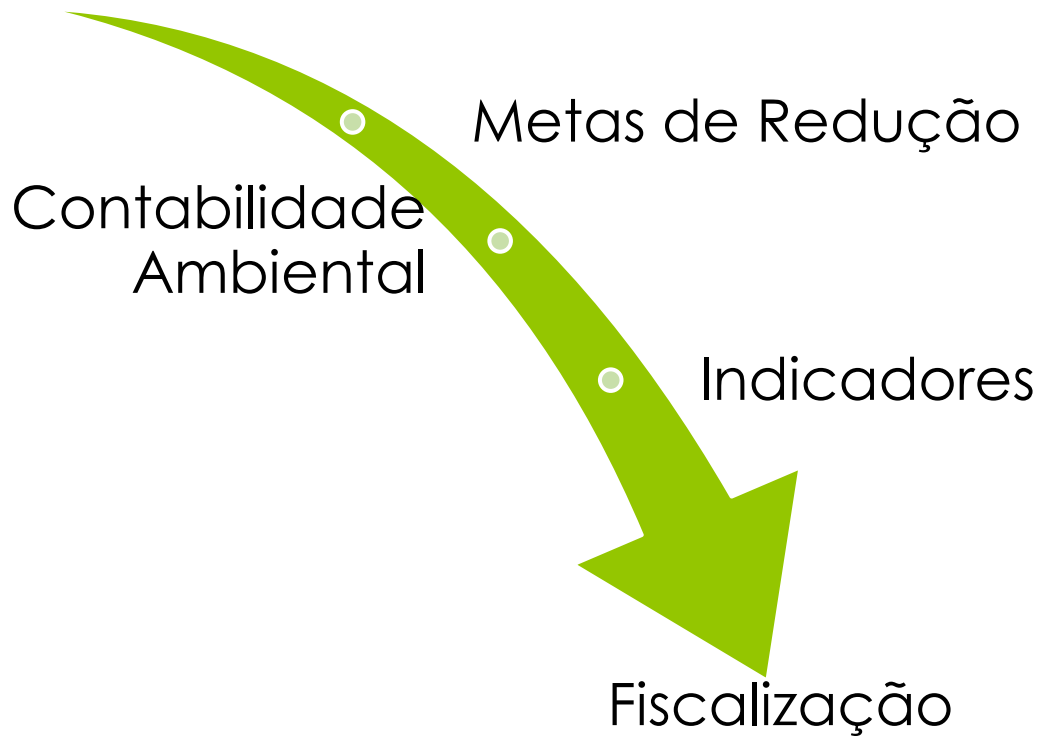 Metas de Redução
Contabilidade
Ambiental
Indicadores
Fiscalização